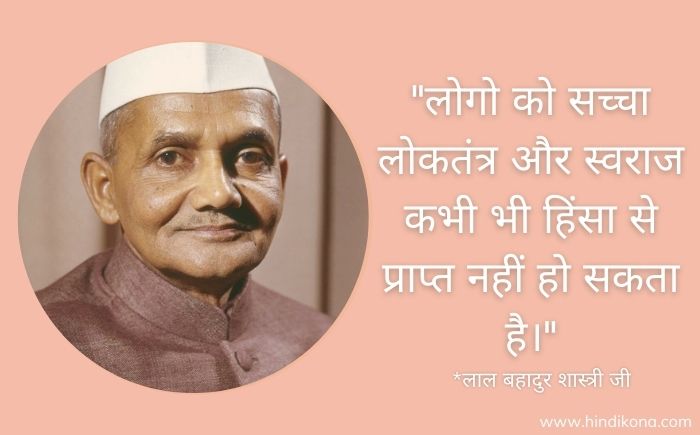 "लोगो को सच्चा
लोकतंत्र और स्वराज
कभी भी हिंसा से
प्राप्त नहीं हो सकता
है।"
*लाल बहादुर शास्त्री जी
www.hindikona.com